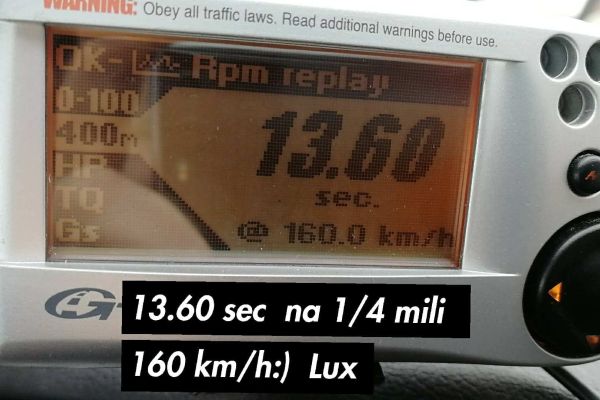 WARNING: Obey all traffic laws. Read additional warnings before use.
OK- Rpm replay
0-100
400m
HP
TQ
Gs
13.60
sec.
@ 160.0 km/h
A
G-
13.60 sec na 1/4 mili
160 km/h:) Lux